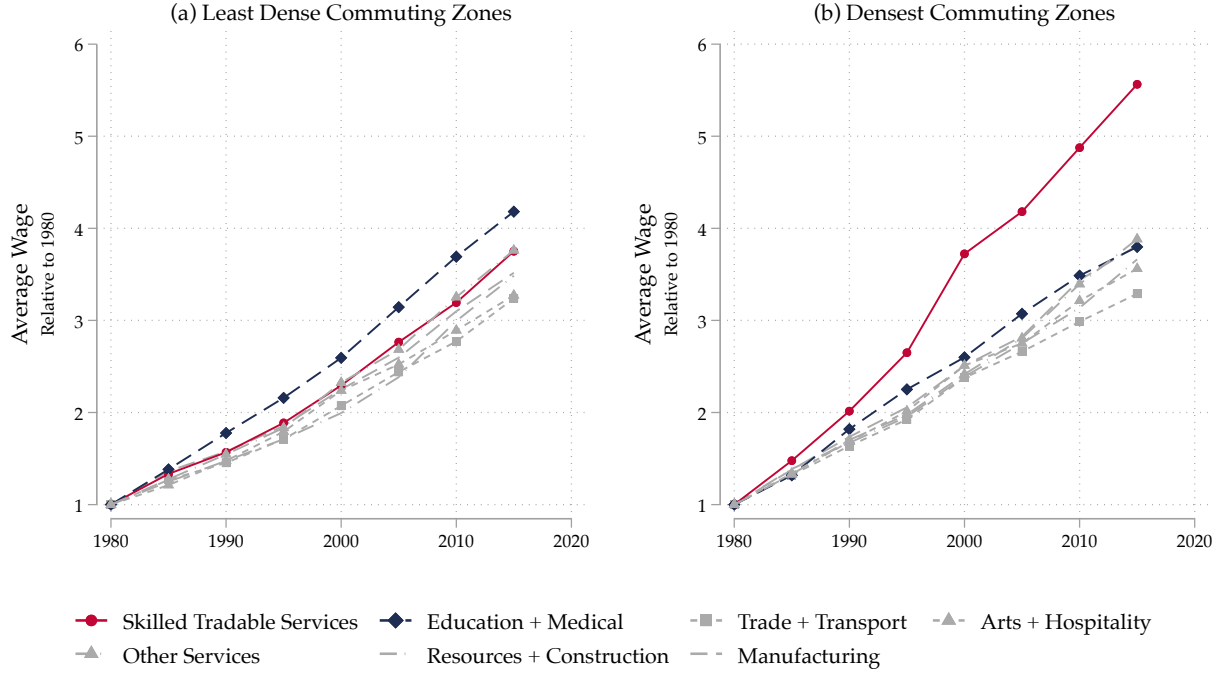 (a) Least Dense Commuting Zones
6
5
4
3
2
1
Average Wage
Relative to 1980
1980
1990
2000
2010
2020
(b) Densest Commuting Zones
6
5
4
3
2
1
Average Wage
Relative to 1980
1980
1990
2000
2010
2020
Skilled Tradable Services
Education + Medical
Trade + Transport
Arts + Hospitality
Other Services
Resources + Construction
Manufacturing